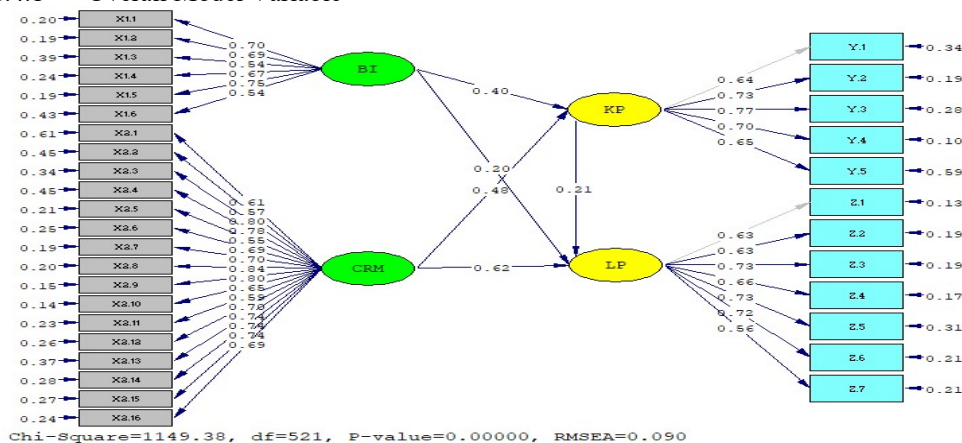 Overall Model Variable
0.20 X1.1
0.19 X1.2
0.39 X1.3
0.24 X1.4
0.19 X1.5
0.43 X1.6
0.61 X2.1
0.45 X2.2
0.34 X2.3
0.45 X2.4
0.21 X2.5
0.25 X2.6
0.19 X2.7
0.20 X2.8
0.15 X2.9
0.14 X2.10
0.23 X2.11
0.26 X2.12
0.37 X2.13
0.28 X2.14
0.27 X2.15
0.24 X2.16
0.70
0.69
0.54
0.67
0.75
0.54
0.61
0.57
0.80
0.78
0.55
0.69
0.70
0.84
0.80
0.65
0.59
0.70
0.74
0.74
0.74
0.69
BI
CRM
0.40
0.20
0.48
0.21
0.62
KP
LP
0.64
0.73
0.77
0.70
0.65
0.63
0.63
0.73
0.66
0.73
0.72
0.56
Y.1 0.34
Y.2 0.19
Y.3 0.28
Y.4 0.10
Y.5 0.59
Z.1 0.13
Z.2 0.19
Z.3 0.19
Z.4 0.17
Z.5 0.31
Z.6 0.21
Z.7 0.21
Chi-Square=1149.38, df=521, P-value=0.00000, RMSEA=0.090